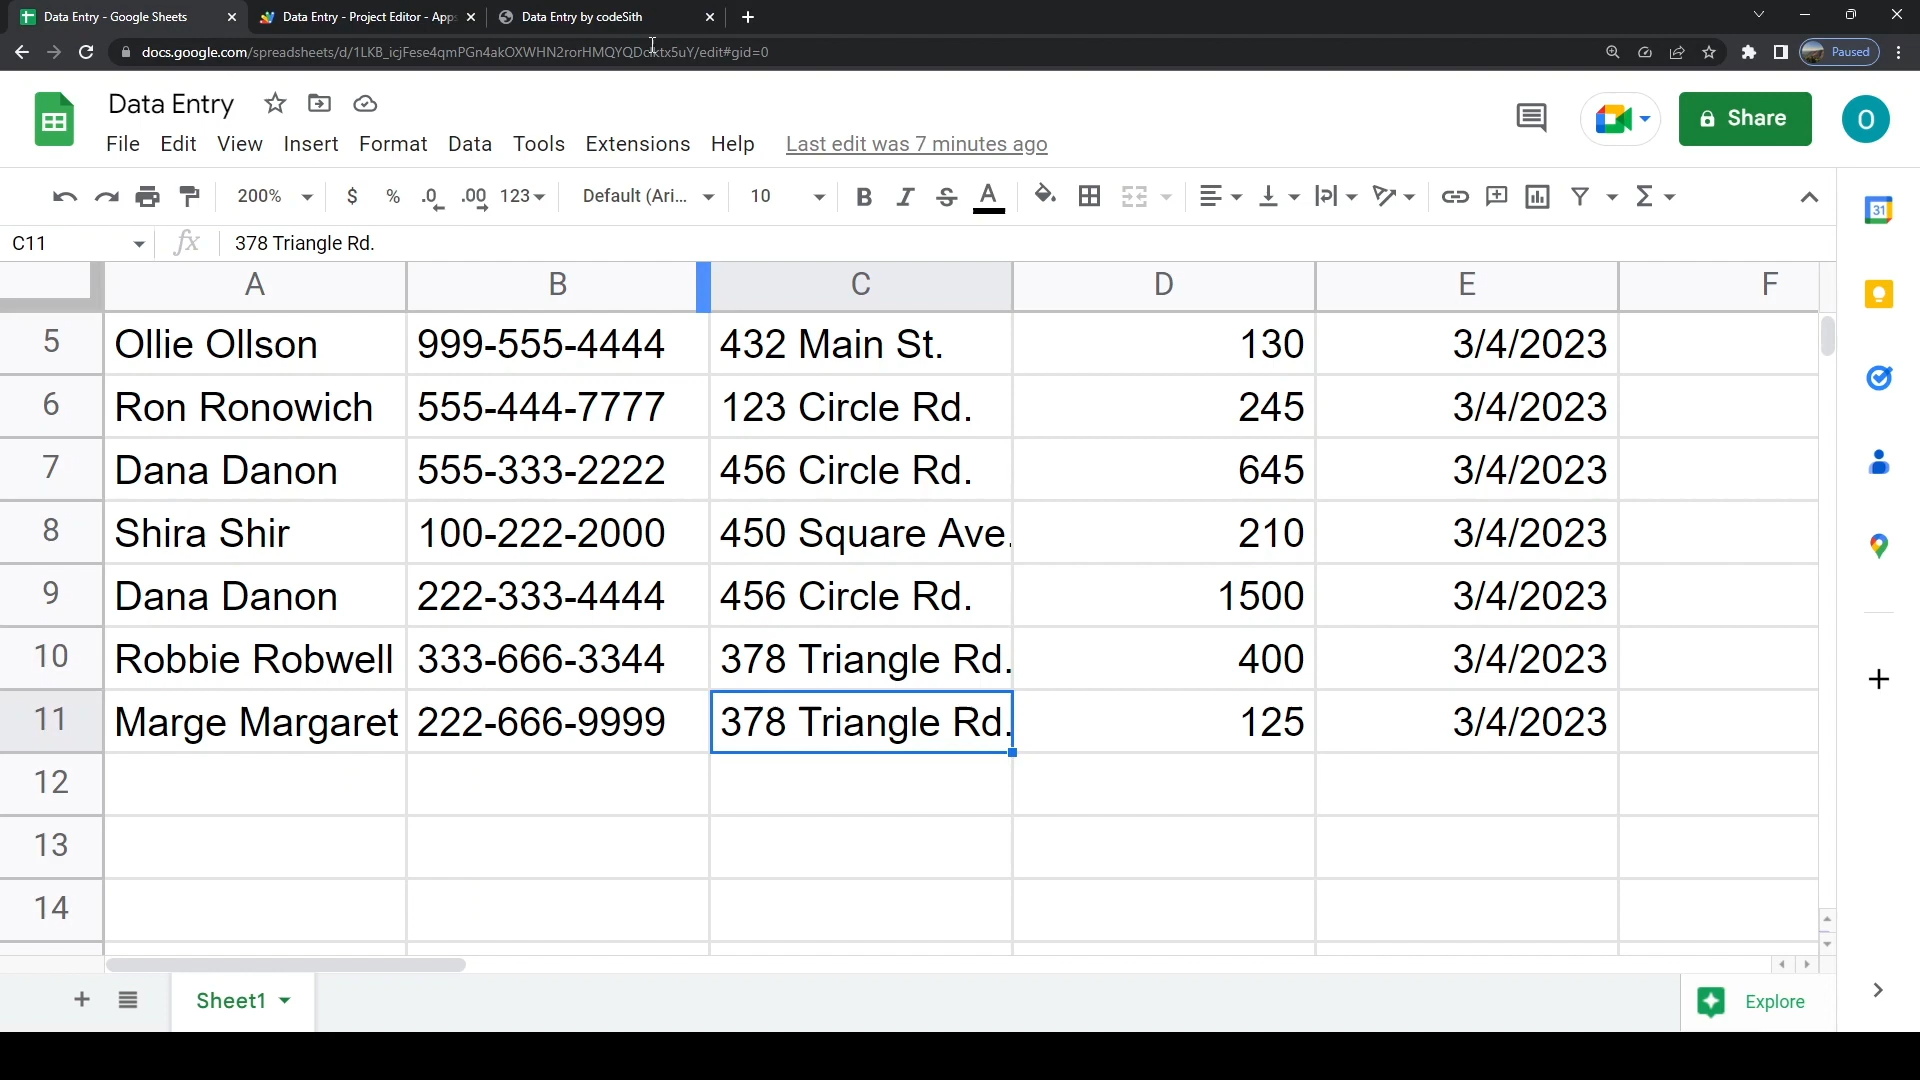 Data Entry - Google Sheets
Data Entry - Project Editor - Apps
Data Entry by codeSith
docs.google.com/spreadsheets/d/1LKB_icjFese4qmPGn4akOXWHN2rorHMQYQD
Paused
Data Entry
File Edit View Insert Format Data Tools Extensions Help Last edit was 7 minutes ago
Share
O
200% $ % .0 .00 123 Default (Ari... 10 B I S A
31
C11 fx 378 Triangle Rd.
A B C D E F
5 Ollie Ollson 999-555-4444 432 Main St. 130 3/4/2023
6 Ron Ronowich 555-444-7777 123 Circle Rd. 245 3/4/2023
7 Dana Danon 555-333-2222 456 Circle Rd. 645 3/4/2023
8 Shira Shir 100-222-2000 450 Square Ave. 210 3/4/2023
9 Dana Danon 222-333-4444 456 Circle Rd. 1500 3/4/2023
10 Robbie Robwell 333-666-3344 378 Triangle Rd. 400 3/4/2023
11 Marge Margaret 222-666-9999 378 Triangle Rd. 125 3/4/2023
12
13
14
Sheet1
Explore